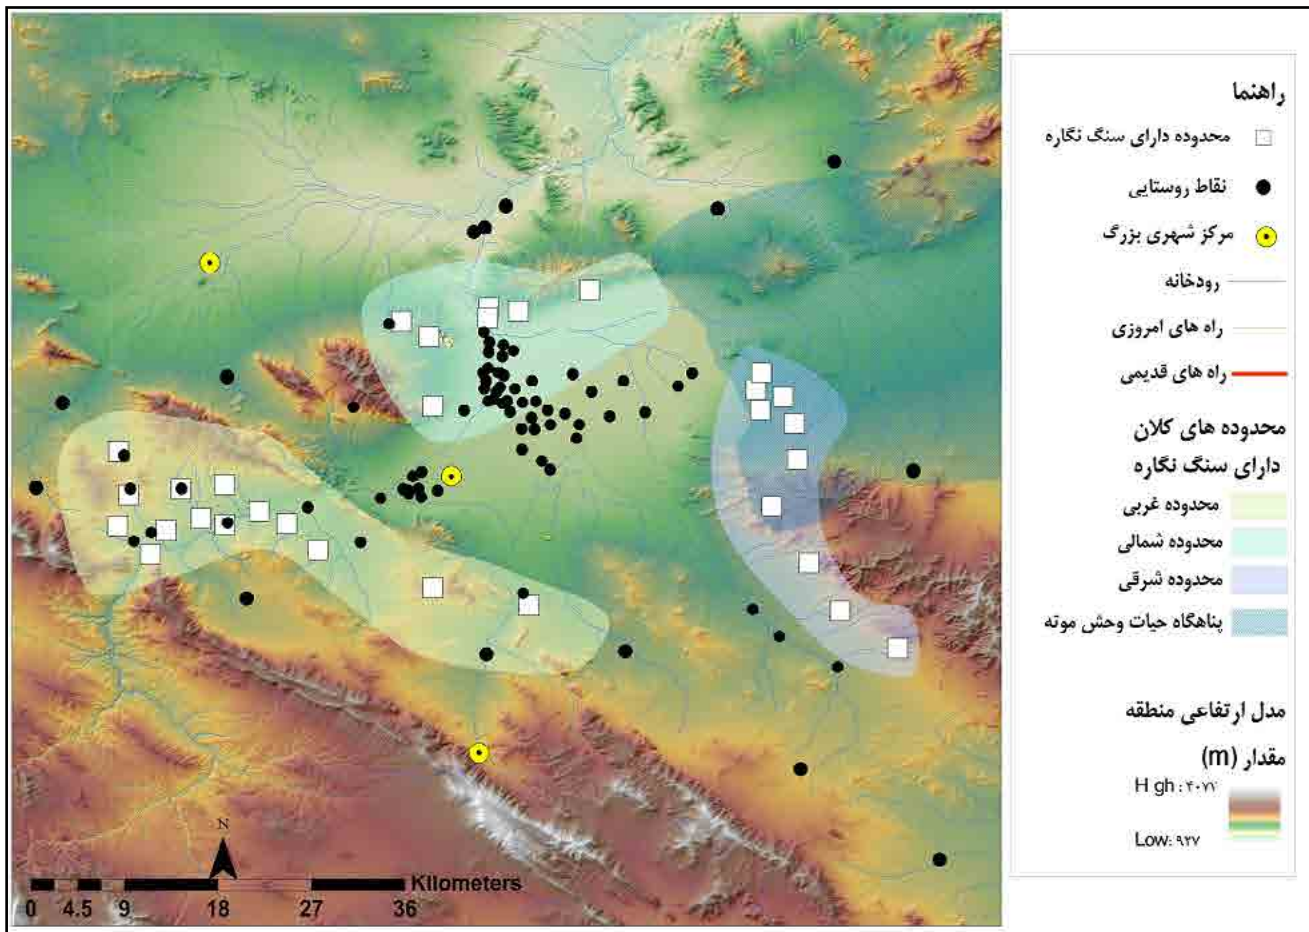 راهنما
محدوده دارای سنگ نگاره
نقاط روستایی
مرکز شهری بزرگ
رودخانه
راه های امروزی
راه های قدیمی
محدوده های کلان
دارای سنگ نگاره
محدوده غربی
محدوده شمالی
محدوده شرقی
پناهگاه حیات وحش موته
مدل ارتفاعی منطقه
مقدار (m)
H gh : ۴۰۷۲
Low: ۹۲۷
N
Kilometers
0 4.5 9 18 27 36